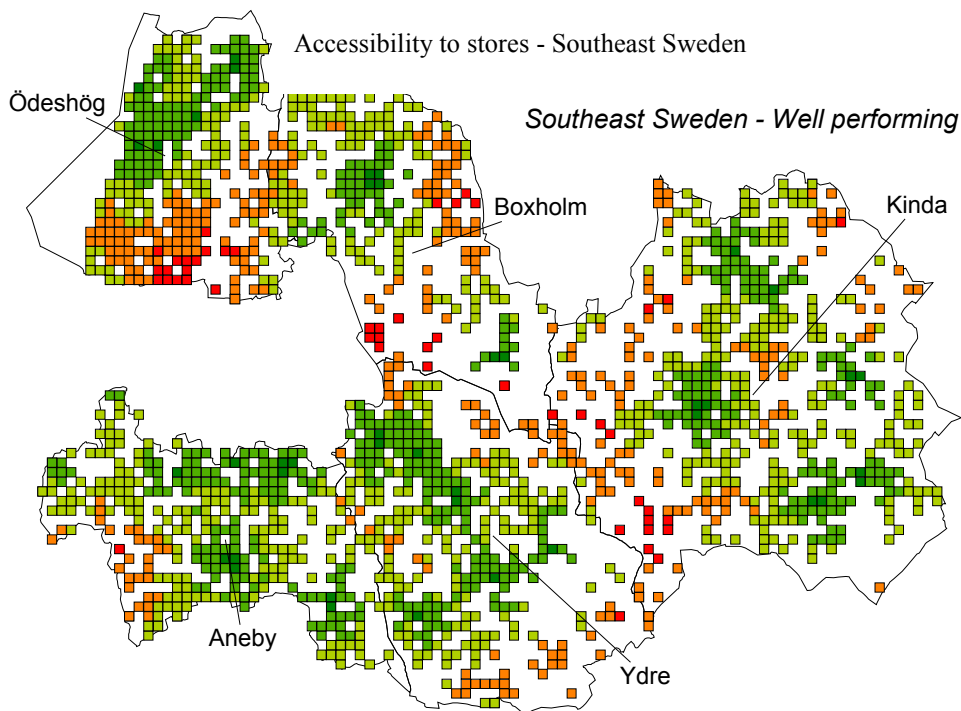 Accessibility to stores - Southeast Sweden
Ödeshög
Southeast Sweden - Well performing
Boxholm
Kinda
Aneby
Ydre